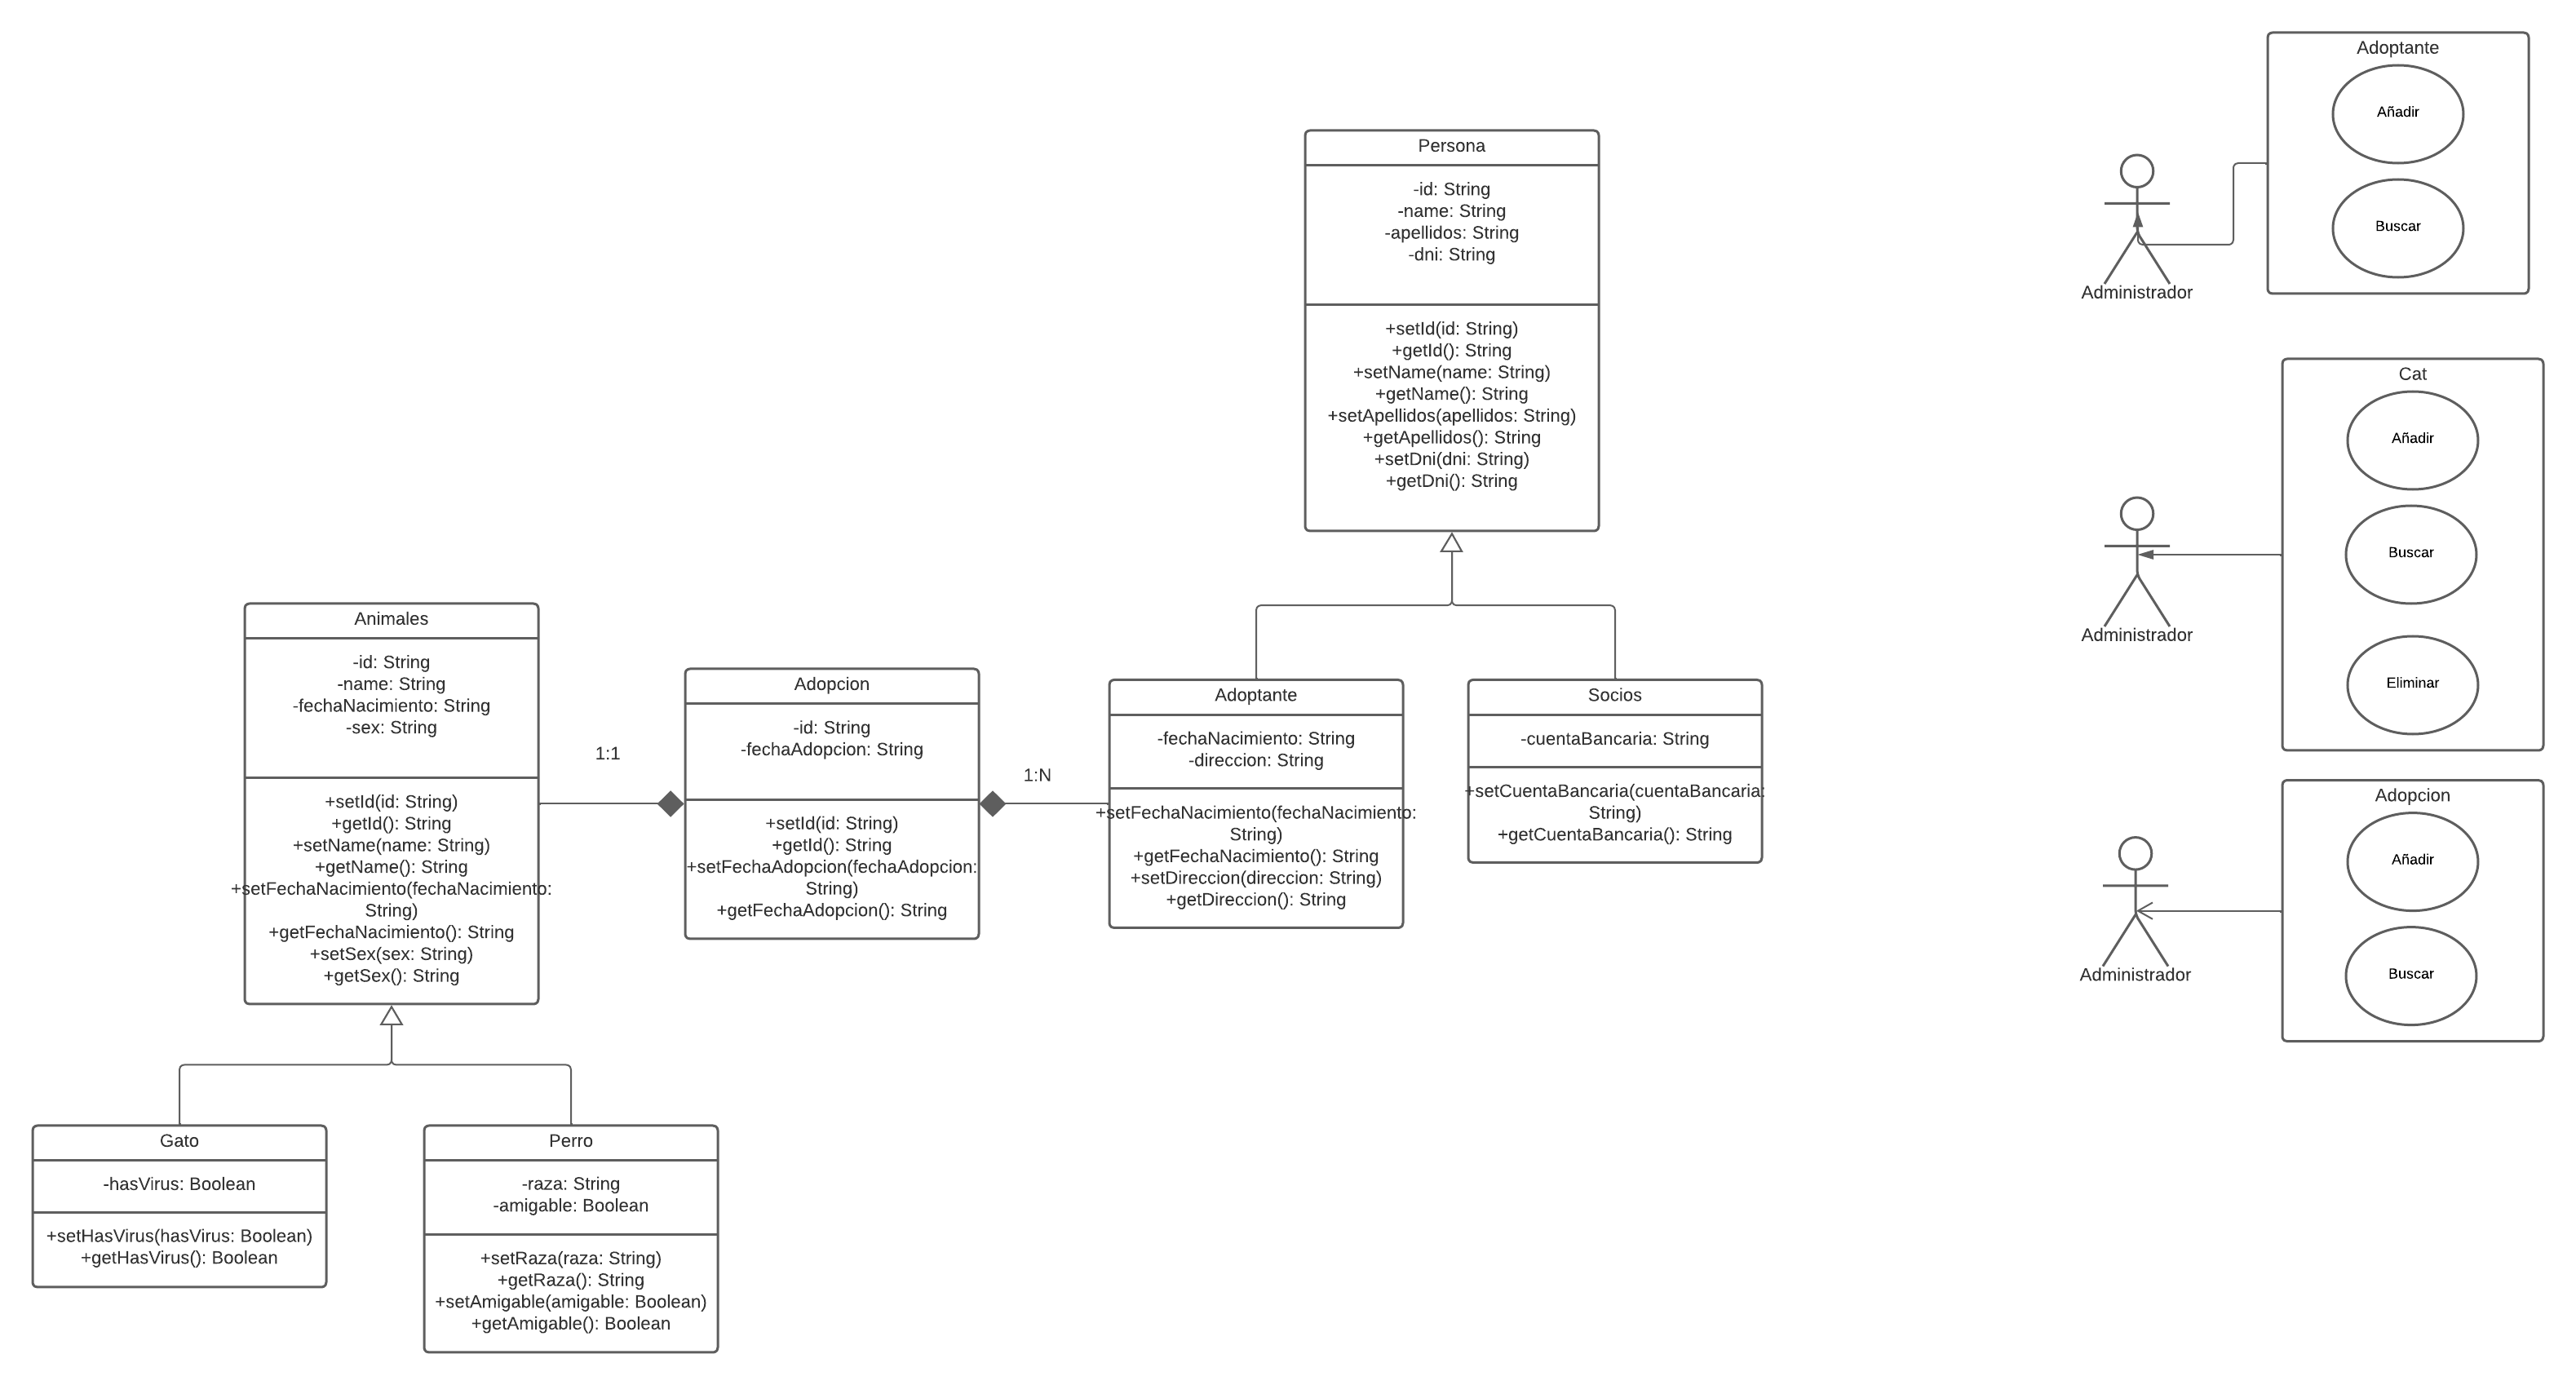 Persona
-id: String
-name: String
-apellidos: String
-dni: String
+setId(id: String)
+getId(): String
+setName(name: String)
+getName(): String
+setApellidos(apellidos: String)
+getApellidos(): String
+setDni(dni: String)
+getDni(): String
Animales
-id: String
-name: String
-fechaNacimiento: String
-sex: String
+setId(id: String)
+getId(): String
+setName(name: String)
+getName(): String
+setFechaNacimiento(fechaNacimiento:
String)
+getFechaNacimiento(): String
+setSex(sex: String)
+getSex(): String
1:1
Adopcion
-id: String
-fechaAdopcion: String
+setId(id: String)
+getId(): String
+setFechaAdopcion(fechaAdopcion:
String)
+getFechaAdopcion(): String
1:N
Adoptante
-fechaNacimiento: String
-direccion: String
+setFechaNacimiento(fechaNacimiento:
String)
+getFechaNacimiento(): String
+setDireccion(direccion: String)
+getDireccion(): String
Socios
-cuentaBancaria: String
+setCuentaBancaria(cuentaBancaria:
String)
+getCuentaBancaria(): String
Gato
-hasVirus: Boolean
+setHasVirus(hasVirus: Boolean)
+getHasVirus(): Boolean
Perro
-raza: String
-amigable: Boolean
+setRaza(raza: String)
+getRaza(): String
+setAmigable(amigable: Boolean)
+getAmigable(): Boolean
Adoptante
Añadir
Buscar
Administrador
Cat
Añadir
Buscar
Eliminar
Administrador
Adopcion
Añadir
Buscar
Administrador